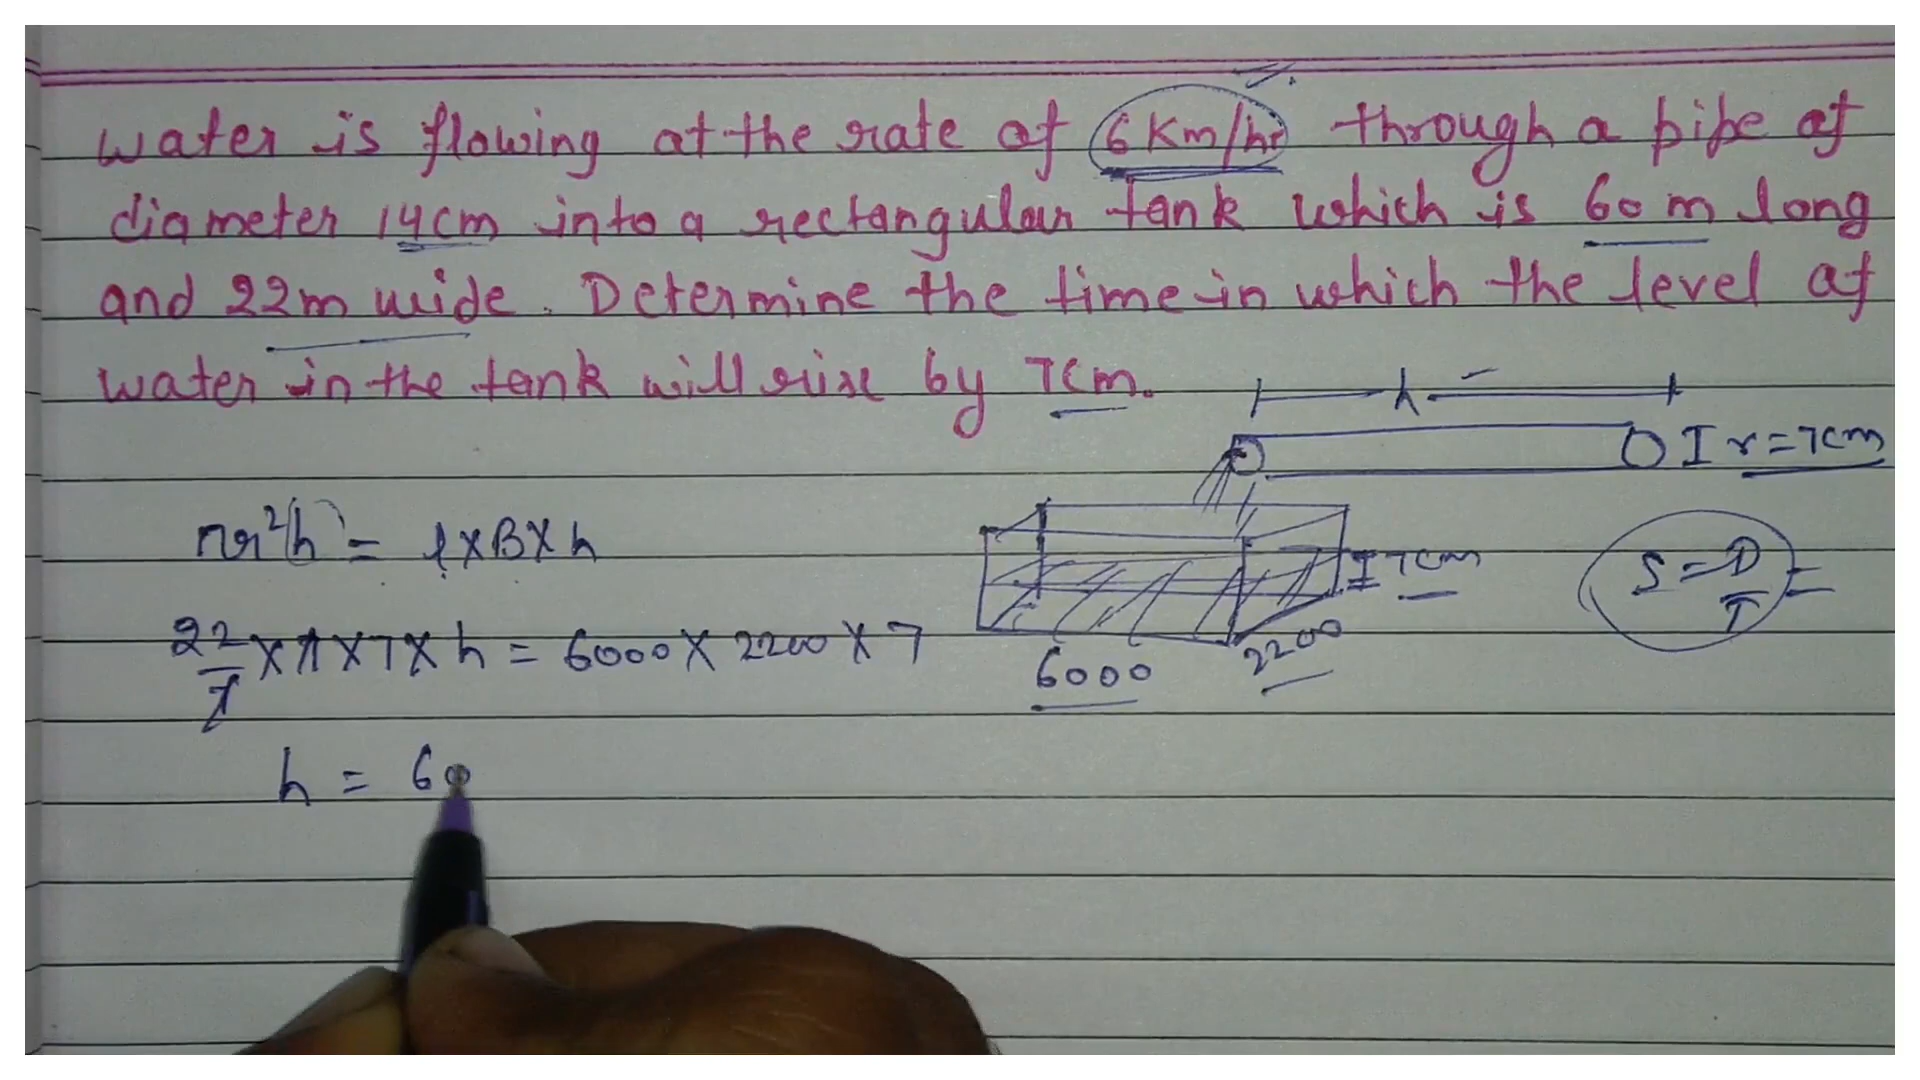 water is flowing at the rate of 6 Km/hr through a pipe of
diameter 14cm into a rectangular tank which is 60 m long
and 22m wide. Determine the time in which the level of
water in the tank will rise by 7cm.
h
r=7cm
πr²h = l×B×h
7cm
S = D/T =
22/7 × 7 × 7 × h = 6000 × 2200 × 7
6000
2200
h = 60